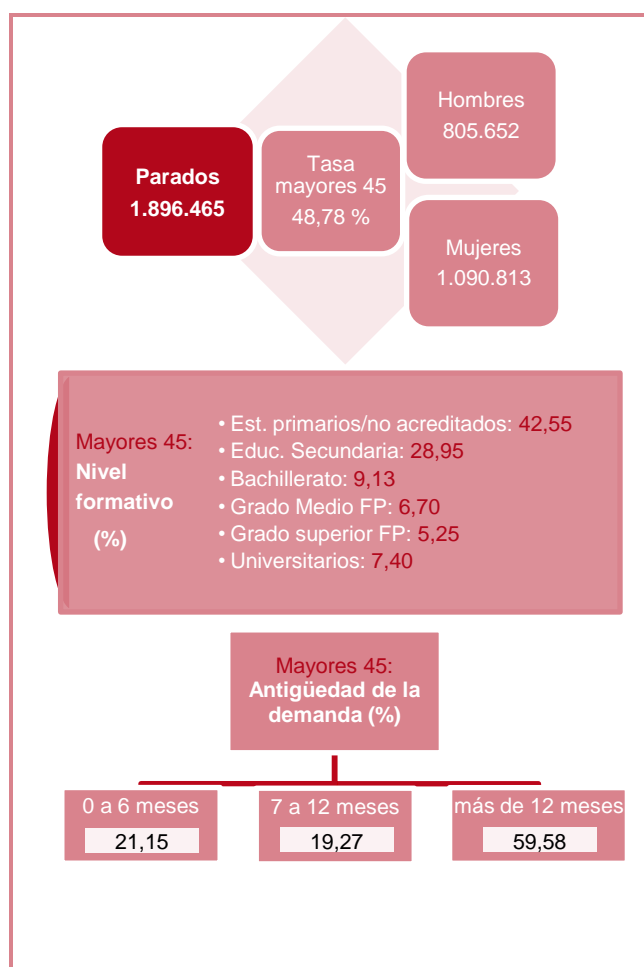 Parados
1.896.465
Tasa
mayores 45
48,78 %
Hombres
805.652
Mujeres
1.090.813
Mayores 45:
Nivel
formativo
(%)
• Est. primarios/no acreditados: 42,55
• Educ. Secundaria: 28,95
• Bachillerato: 9,13
• Grado Medio FP: 6,70
• Grado superior FP: 5,25
• Universitarios: 7,40
Mayores 45:
Antigüedad de la
demanda (%)
0 a 6 meses
21,15
7 a 12 meses
19,27
más de 12 meses
59,58